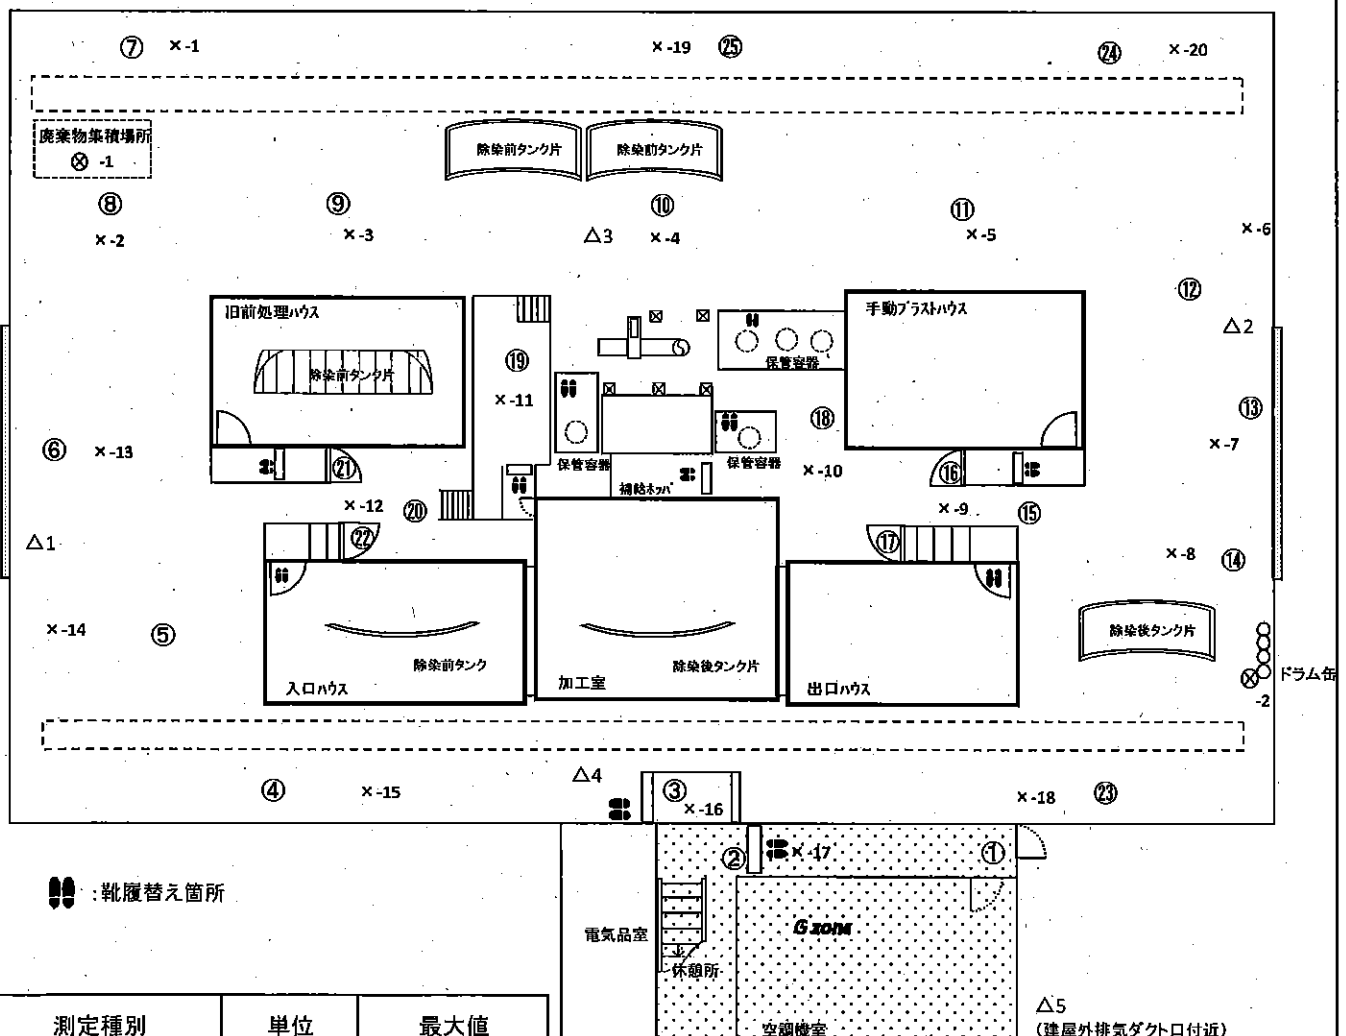 ⑦ ×-1 ×-19 ㉕ ㉔ ×-20
廃棄物集積場所
⊗ -1
除染前タンク片 除染前タンク片
⑧ ⑨ ⑩ ⑪
×-2 ×-3 △3 ×-4 ×-5 ×-6
⑫
旧前処理ハウス
手動ブラストハウス
△2
除染前タンク片
⑲
保管容器
×-11
⑱ ⑬
⑥ ×-13
×-7
㉑
保管容器 保管容器
×-10
⑯
補給ホッパ
×-12 ⑳
×-9 ⑮
△1
㉒ ⑰
×-8 ⑭
×-14 ⑤
除染後タンク片
除染前タンク
除染後タンク片
ドラム缶
入口ハウス 加工室 出口ハウス
⊗
-2
④ ×-15 △4 ③ ×-16 ×-18 ㉓
② ×-17 ①
:靴履替え箇所
電気品室
G zone
休憩所
空調機室
△5
(建屋外排気ダクト口付近)
測定種別 単位 最大値